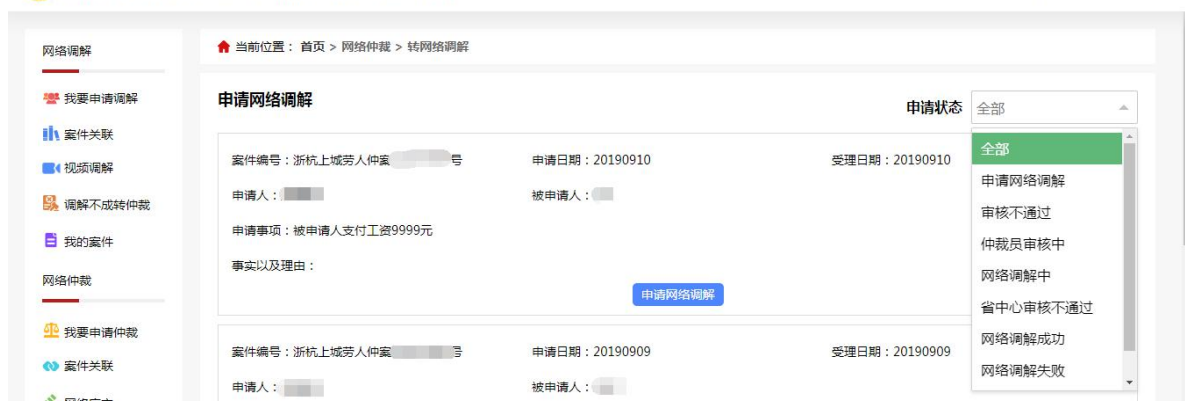 网络调解
我要申请调解
案件关联
视频调解
调解不成转仲裁
我的案件
网络仲裁
我要申请仲裁
案件关联
当前位置： 首页 > 网络仲裁 > 转网络调解
申请网络调解
申请状态 全部
全部
申请网络调解
审核不通过
仲裁员审核中
网络调解中
省中心审核不通过
网络调解成功
网络调解失败
案件编号：浙杭上城劳人仲案 号 申请日期：20190910 受理日期：20190910
申请人： 被申请人：
申请事项：被申请人支付工资9999元
事实以及理由：
申请网络调解
案件编号：浙杭上城劳人仲案 号 申请日期：20190909 受理日期：20190909
申请人： 被申请人：